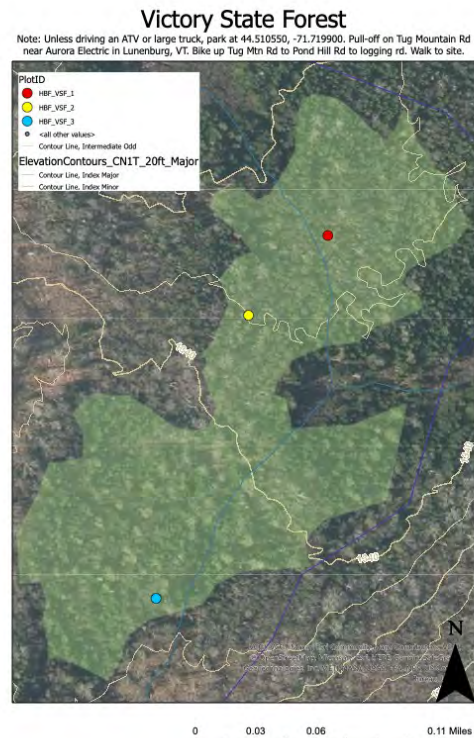 Victory State Forest
Note: Unless driving an ATV or large truck, park at 44.510550, -71.719900. Pull-off on Tug Mountain Rd
near Aurora Electric in Lunenburg, VT. Bike up Tug Mtn Rd to Pond Hill Rd to logging rd. Walk to site.
PlotID
HBF_VSF_1
HBF_VSF_2
HBF_VSF_3
<all other values>
Contour Line, Intermediate Odd
ElevationContours_CN1T_20ft_Major
Contour Line, Index Major
Contour Line, Index Minor
N
0 0.03 0.06 0.11 Miles